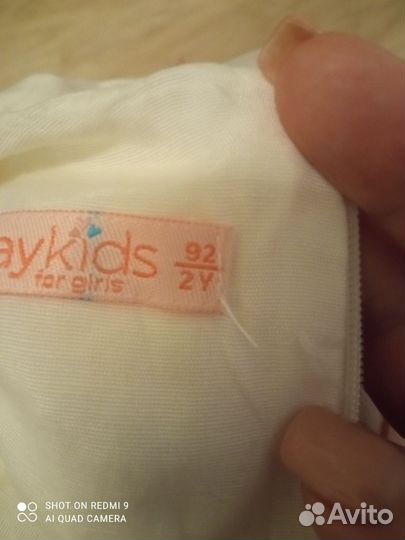 aykids
for girls
92
2Y
SHOT ON REDMI 9
AI QUAD CAMERA
Avito